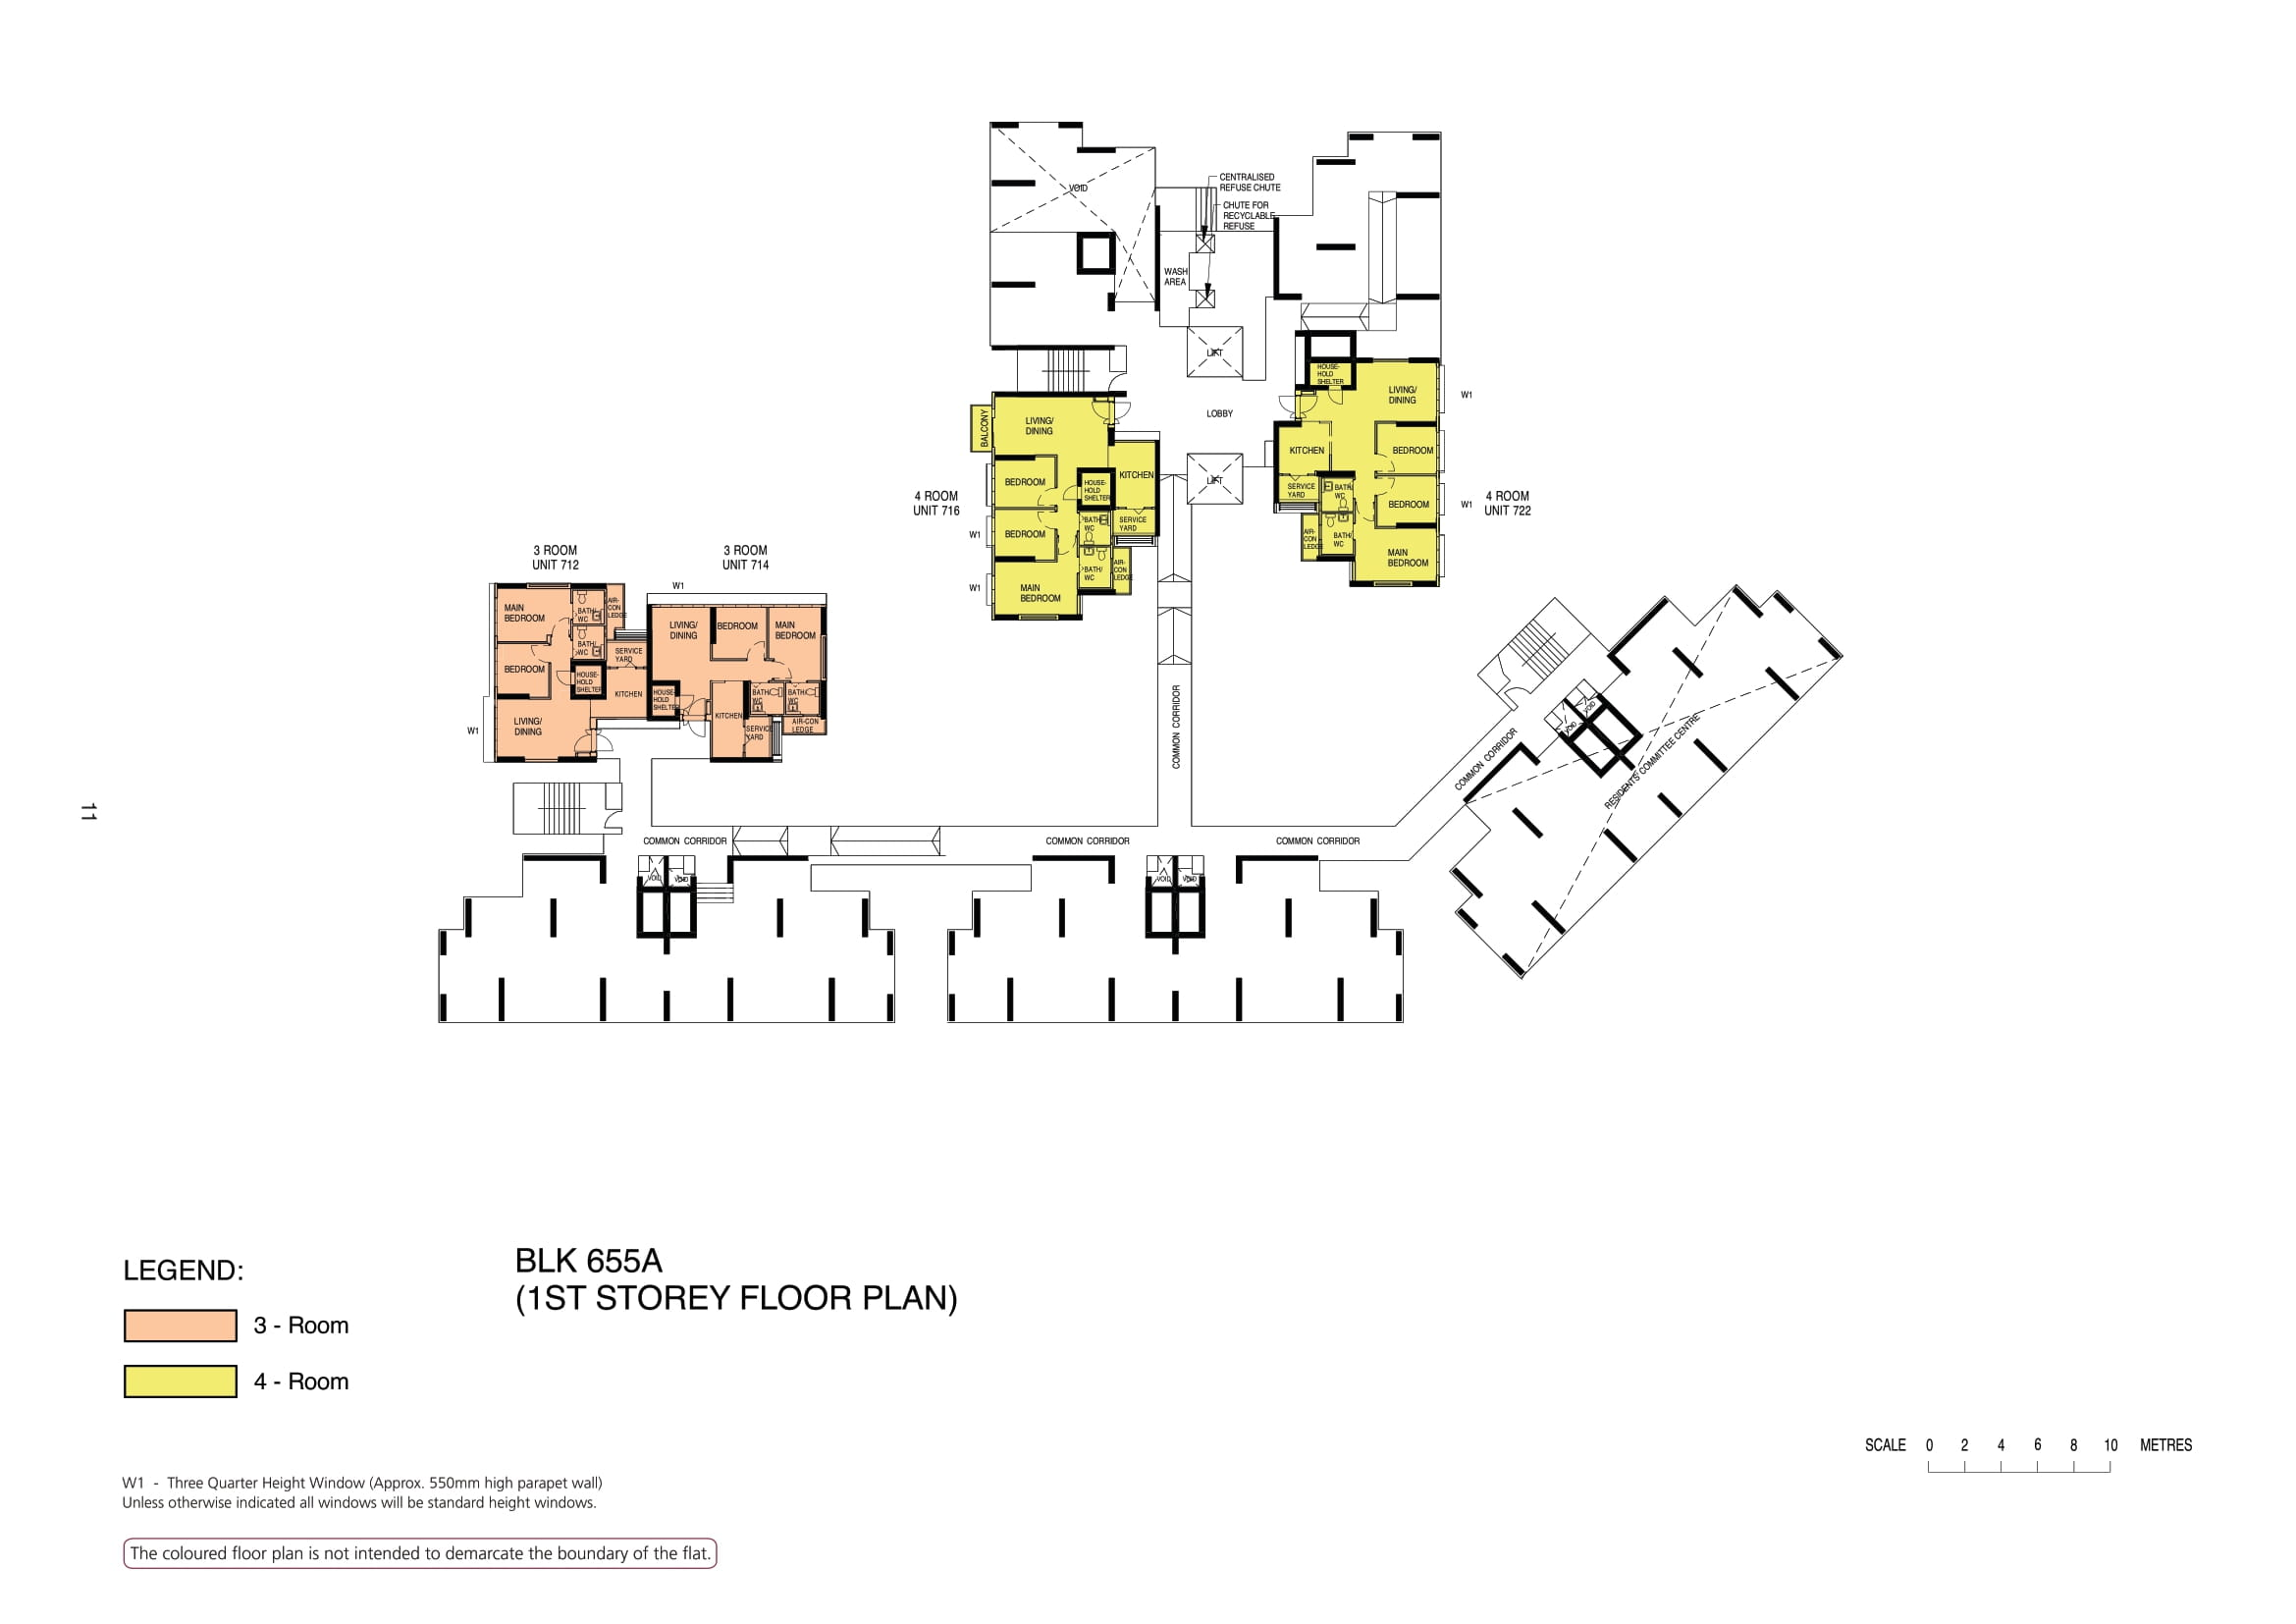 VOID
CENTRALISED
REFUSE CHUTE
CHUTE FOR
RECYCLABLE
REFUSE
WASH
AREA
LIFT
LOBBY
LIFT
BALCONY
LIVING/
DINING
BEDROOM
HOUSE-
HOLD
SHELTER
KITCHEN
BEDROOM
BATH/
WC
SERVICE
YARD
MAIN
BEDROOM
BATH/
WC
AIR-
CON
LEDGE
4 ROOM
UNIT 716
W1
W1
HOUSE-
HOLD
SHELTER
LIVING/
DINING
W1
KITCHEN
BEDROOM
SERVICE
YARD
BATH/
WC
BEDROOM
W1
4 ROOM
UNIT 722
AIR-
CON
LEDGE
BATH/
WC
MAIN
BEDROOM
3 ROOM
UNIT 712
3 ROOM
UNIT 714
W1
MAIN
BEDROOM
BATH/
WC
AIR-
CON
LEDGE
BEDROOM
BATH/
WC
SERVICE
YARD
HOUSE-
HOLD
SHELTER
KITCHEN
LIVING/
DINING
W1
LIVING/
DINING
BEDROOM
MAIN
BEDROOM
HOUSE-
HOLD
SHELTER
KITCHEN
BATH/
WC
BATH/
WC
SERVICE
YARD
AIR-CON
LEDGE
COMMON CORRIDOR
COMMON CORRIDOR
VOID
VOID
RESIDENTS' COMMITTEE CENTRE
COMMON CORRIDOR
COMMON CORRIDOR
COMMON CORRIDOR
VOID
VOID
VOID
VOID
11
LEGEND:
3 - Room
4 - Room
BLK 655A
(1ST STOREY FLOOR PLAN)
SCALE 0 2 4 6 8 10 METRES
W1 - Three Quarter Height Window (Approx. 550mm high parapet wall)
Unless otherwise indicated all windows will be standard height windows.
The coloured floor plan is not intended to demarcate the boundary of the flat.